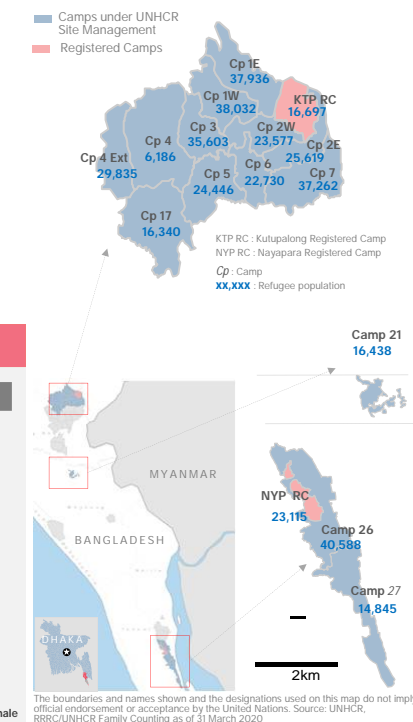 Camps under UNHCR
Site Management
Registered Camps
Cp 1E
37,936
Cp 1W
38,032
KTP RC
16,697
Cp 3
35,603
Cp 2W
23,577
Cp 4
6,186
Cp 2E
25,619
Cp 4 Ext
29,835
Cp 5
24,446
Cp 6
22,730
Cp 7
37,262
Cp 17
16,340
KTP RC : Kutupalong Registered Camp
NYP RC : Nayapara Registered Camp
Cp : Camp
xx,xxx : Refugee population
Camp 21
16,438
MYANMAR
BANGLADESH
DHAKA
NYP RC
23,115
Camp 26
40,588
Camp 27
14,845
2km
The boundaries and names shown and the designations used on this map do not imply
official endorsement or acceptance by the United Nations. Source: UNHCR,
RRRC/UNHCR Family Counting as of 31 March 2020